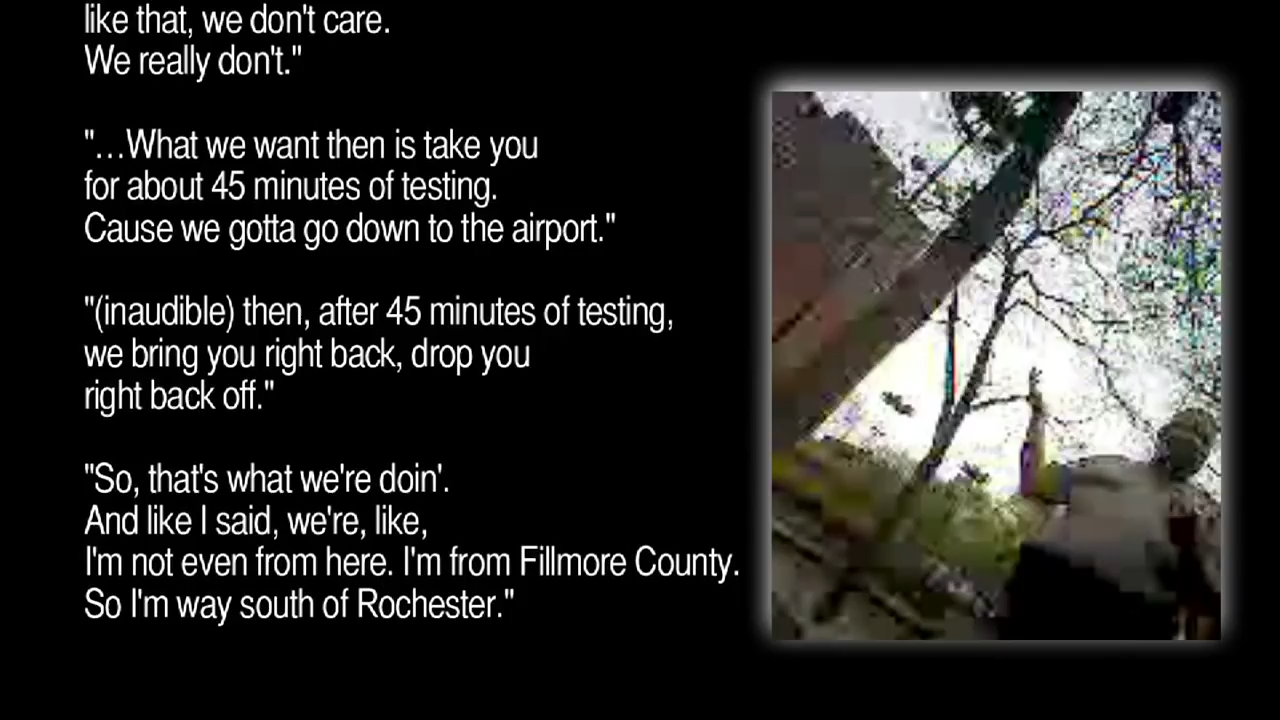 like that, we don't care.
We really don't."
"…What we want then is take you
for about 45 minutes of testing.
Cause we gotta go down to the airport."
"(inaudible) then, after 45 minutes of testing,
we bring you right back, drop you
right back off."
"So, that's what we're doin'.
And like I said, we're, like,
I'm not even from here. I'm from Fillmore County.
So I'm way south of Rochester."